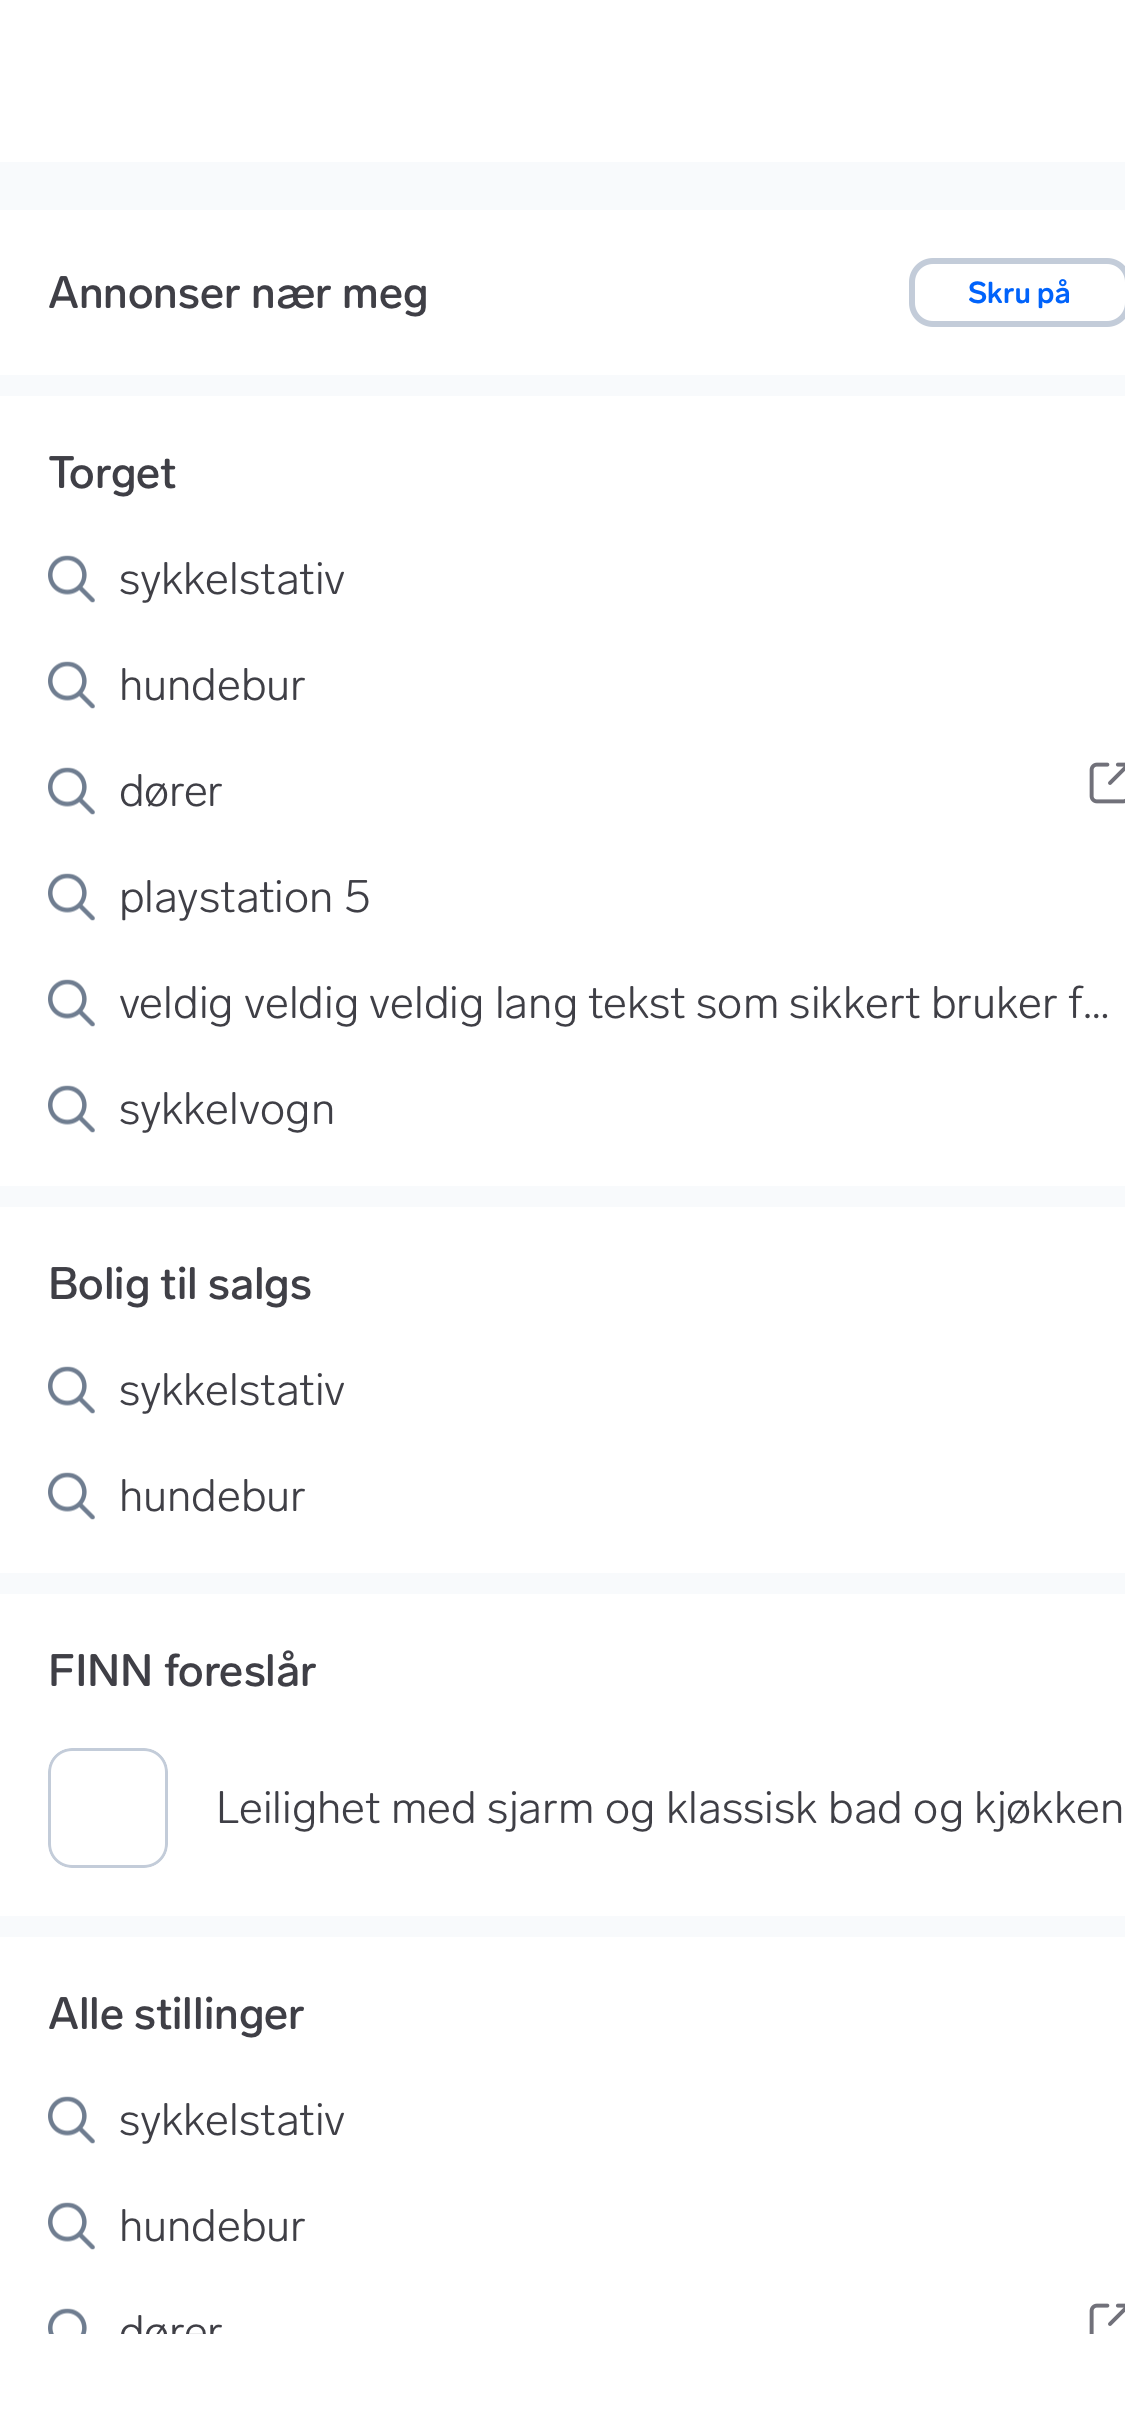 Annonser nær meg
Skru på
Torget
sykkelstativ
hundebur
dører
playstation 5
veldig veldig veldig lang tekst som sikkert bruker f...
sykkelvogn
Bolig til salgs
sykkelstativ
hundebur
FINN foreslår
Leilighet med sjarm og klassisk bad og kjøkken
Alle stillinger
sykkelstativ
hundebur
dører